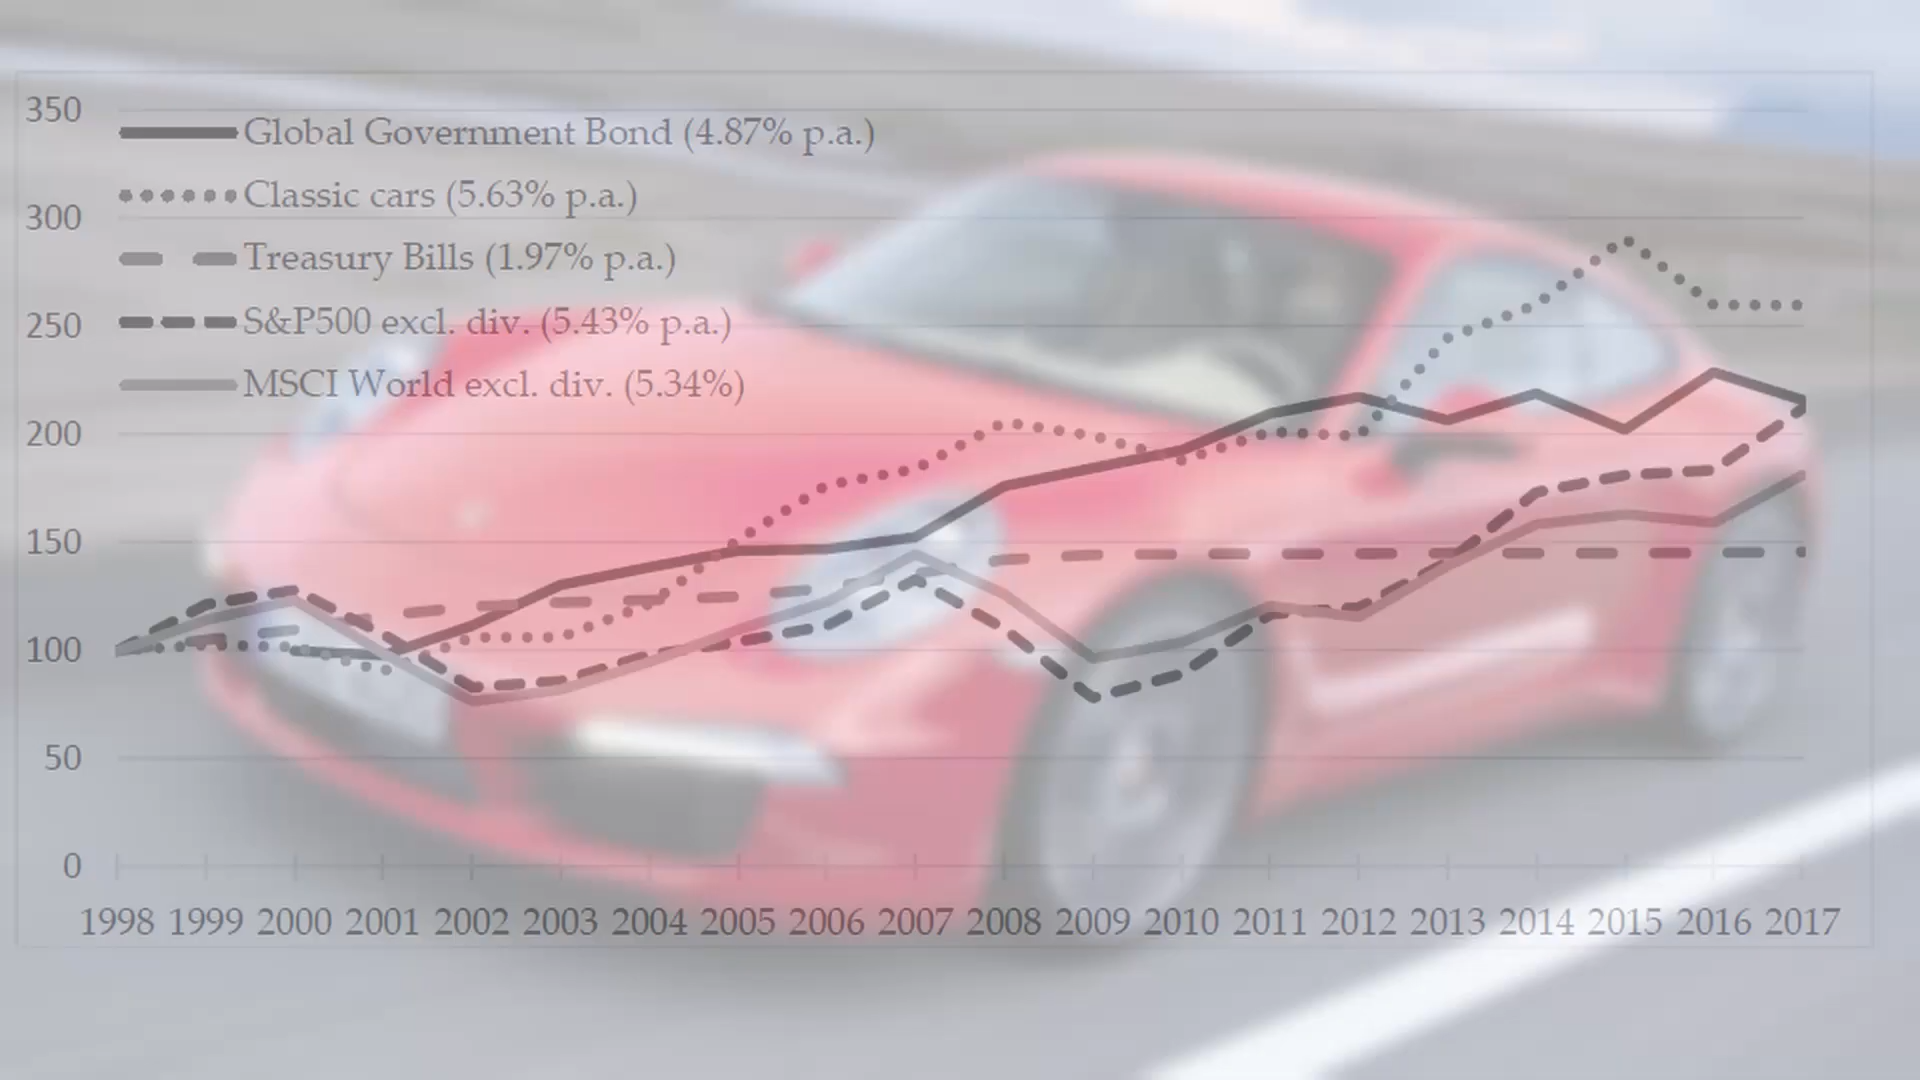 350
Global Government Bond (4.87% p.a.)
Classic cars (5.63% p.a.)
300
Treasury Bills (1.97% p.a.)
S&P500 excl. div. (5.43% p.a.)
250
MSCI World excl. div. (5.34%)
200
150
100
50
0
1998 1999 2000 2001 2002 2003 2004 2005 2006 2007 2008 2009 2010 2011 2012 2013 2014 2015 2016 2017